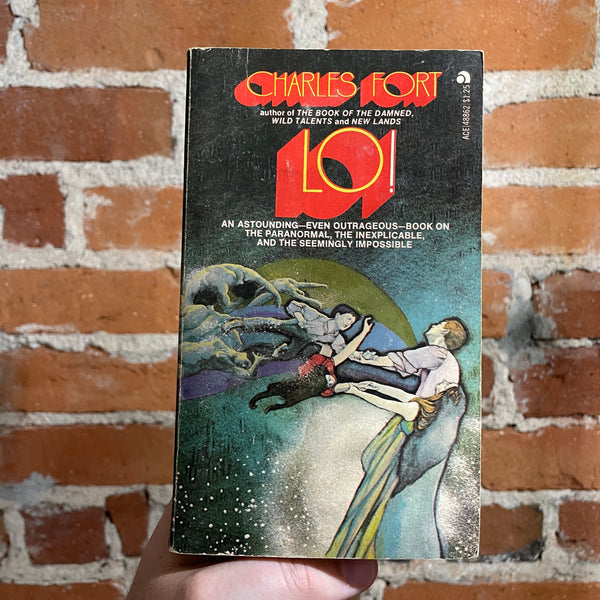 CHARLES FORT
author of THE BOOK OF THE DAMNED,
WILD TALENTS and NEW LANDS
LO!
AN ASTOUNDING—EVEN OUTRAGEOUS—BOOK ON
THE PARANORMAL, THE INEXPLICABLE,
AND THE SEEMINGLY IMPOSSIBLE
ACE/48862/$1.25